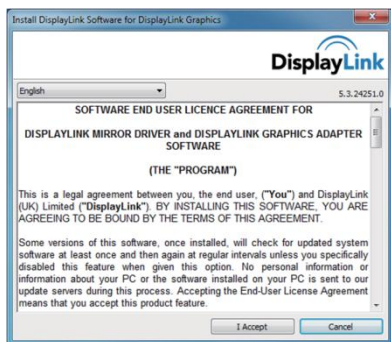 Install DisplayLink Software for DisplayLink Graphics
DisplayLink
English
5.3.24251.0
SOFTWARE END USER LICENCE AGREEMENT FOR
DISPLAYLINK MIRROR DRIVER and DISPLAYLINK GRAPHICS ADAPTER
SOFTWARE
(THE "PROGRAM")
This is a legal agreement between you, the end user, ("You") and DisplayLink
(UK) Limited ("DisplayLink"). BY INSTALLING THIS SOFTWARE, YOU ARE
AGREEING TO BE BOUND BY THE TERMS OF THIS AGREEMENT.
Some versions of this software, once installed, will check for updated system
software at least once and then again at regular intervals unless you specifically
disabled this feature when given this option. No personal information or
information about your PC or the software installed on your PC is sent to our
update servers during this process. Accepting the End-User License Agreement
means that you accept this product feature.
I Accept
Cancel